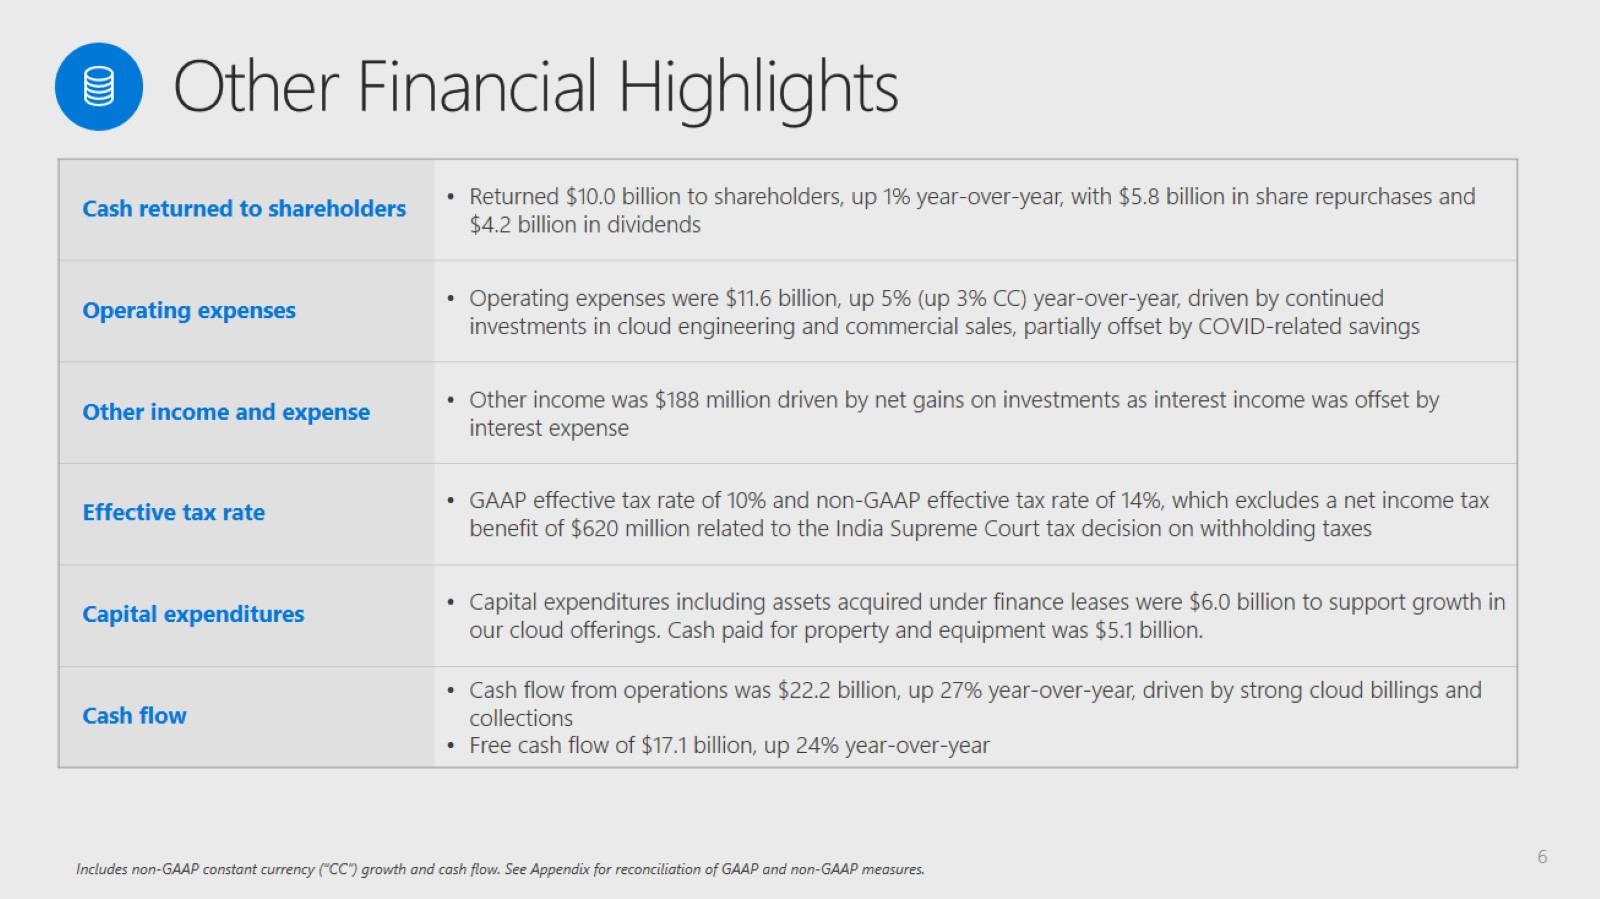 Other Financial Highlights
Cash returned to shareholders
• Returned $10.0 billion to shareholders, up 1% year-over-year, with $5.8 billion in share repurchases and
$4.2 billion in dividends
Operating expenses
• Operating expenses were $11.6 billion, up 5% (up 3% CC) year-over-year, driven by continued
investments in cloud engineering and commercial sales, partially offset by COVID-related savings
Other income and expense
• Other income was $188 million driven by net gains on investments as interest income was offset by
interest expense
Effective tax rate
• GAAP effective tax rate of 10% and non-GAAP effective tax rate of 14%, which excludes a net income tax
benefit of $620 million related to the India Supreme Court tax decision on withholding taxes
Capital expenditures
• Capital expenditures including assets acquired under finance leases were $6.0 billion to support growth in
our cloud offerings. Cash paid for property and equipment was $5.1 billion.
Cash flow
• Cash flow from operations was $22.2 billion, up 27% year-over-year, driven by strong cloud billings and
collections
• Free cash flow of $17.1 billion, up 24% year-over-year
Includes non-GAAP constant currency ("CC") growth and cash flow. See Appendix for reconciliation of GAAP and non-GAAP measures.
6